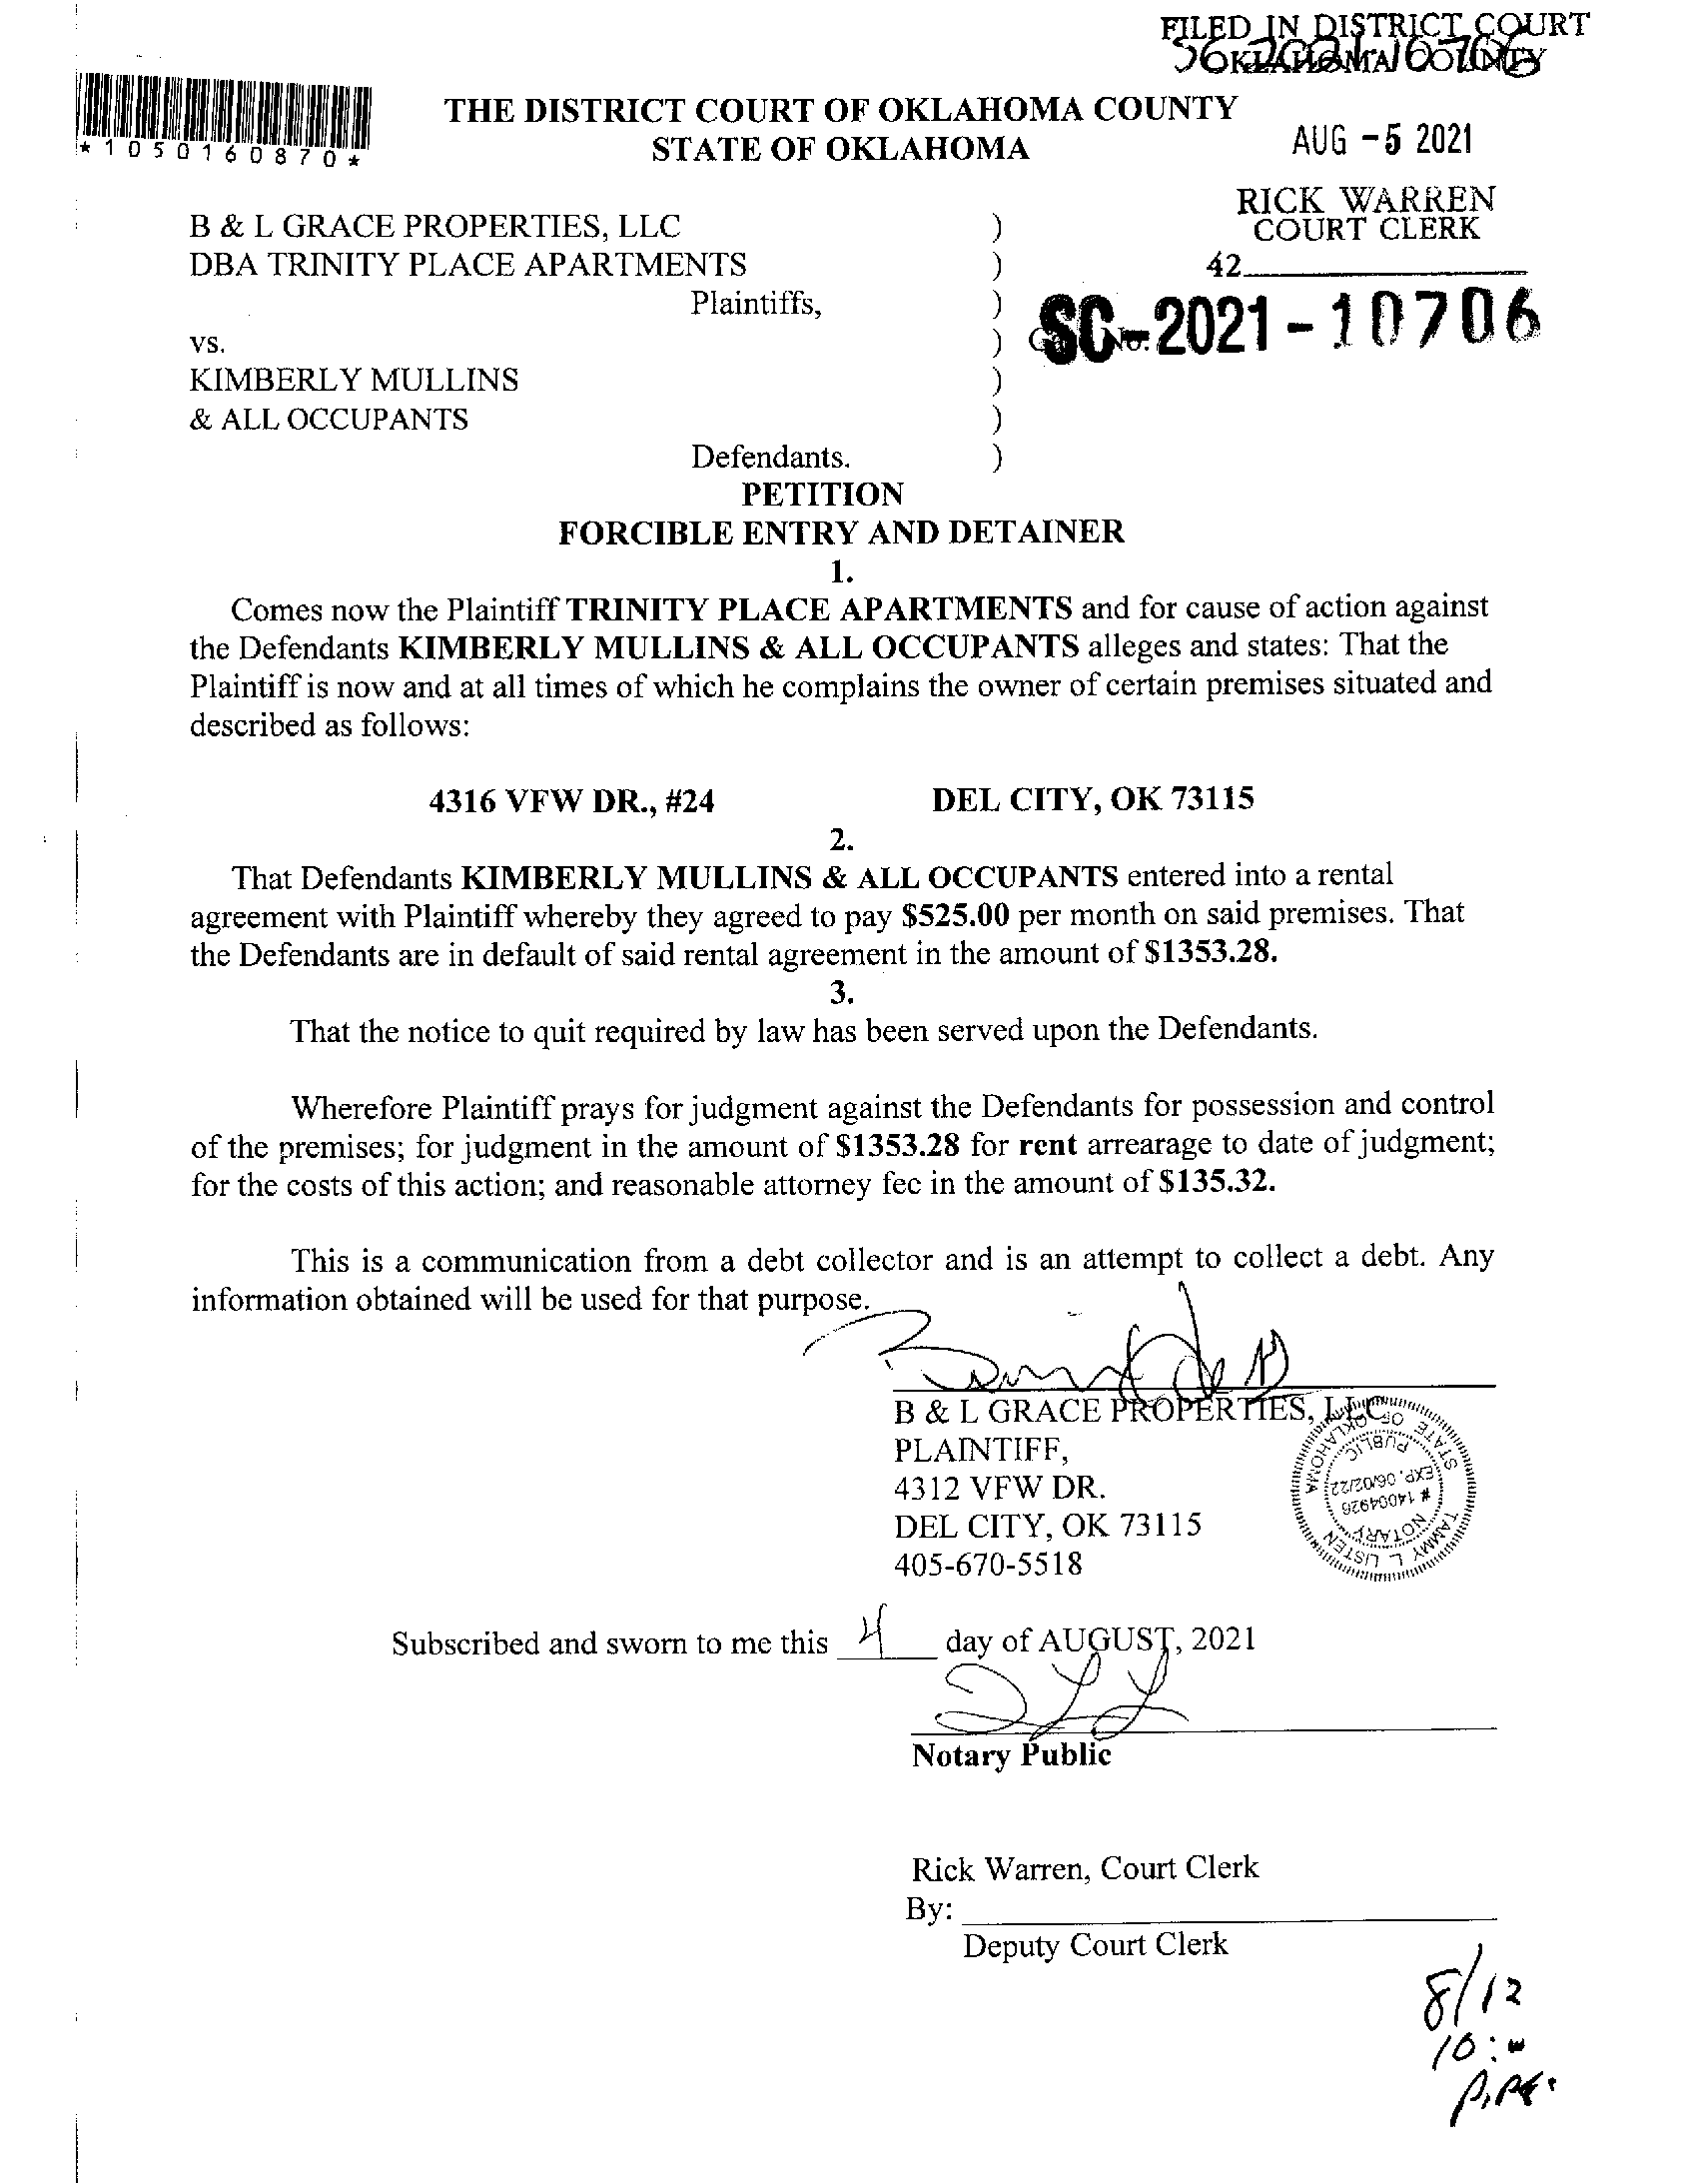 FILED IN DISTRICT COURT
OKLAHOMA COUNTY
SC-2021-10706
*1050160870*
THE DISTRICT COURT OF OKLAHOMA COUNTY
STATE OF OKLAHOMA
AUG -5 2021
RICK WARREN
COURT CLERK
42
B & L GRACE PROPERTIES, LLC )
DBA TRINITY PLACE APARTMENTS )
Plaintiffs, )
SC-2021-10706
vs. )
KIMBERLY MULLINS )
& ALL OCCUPANTS )
Defendants. )
PETITION
FORCIBLE ENTRY AND DETAINER
1.
Comes now the Plaintiff TRINITY PLACE APARTMENTS and for cause of action against
the Defendants KIMBERLY MULLINS & ALL OCCUPANTS alleges and states: That the
Plaintiff is now and at all times of which he complains the owner of certain premises situated and
described as follows:
4316 VFW DR., #24 DEL CITY, OK 73115
2.
That Defendants KIMBERLY MULLINS & ALL OCCUPANTS entered into a rental
agreement with Plaintiff whereby they agreed to pay $525.00 per month on said premises. That
the Defendants are in default of said rental agreement in the amount of $1353.28.
3.
That the notice to quit required by law has been served upon the Defendants.
Wherefore Plaintiff prays for judgment against the Defendants for possession and control
of the premises; for judgment in the amount of $1353.28 for rent arrearage to date of judgment;
for the costs of this action; and reasonable attorney fee in the amount of $135.32.
This is a communication from a debt collector and is an attempt to collect a debt. Any
information obtained will be used for that purpose.
B & L GRACE PROPERTIES, LLC
PLAINTIFF,
4312 VFW DR.
DEL CITY, OK 73115
405-670-5518
TAMMY L LISTEN
NOTARY
# 14004926
EXP. 06/02/22
PUBLIC
STATE OF OKLAHOMA
Subscribed and sworn to me this 4 day of AUGUST, 2021
Notary Public
Rick Warren, Court Clerk
By:
Deputy Court Clerk
8/12